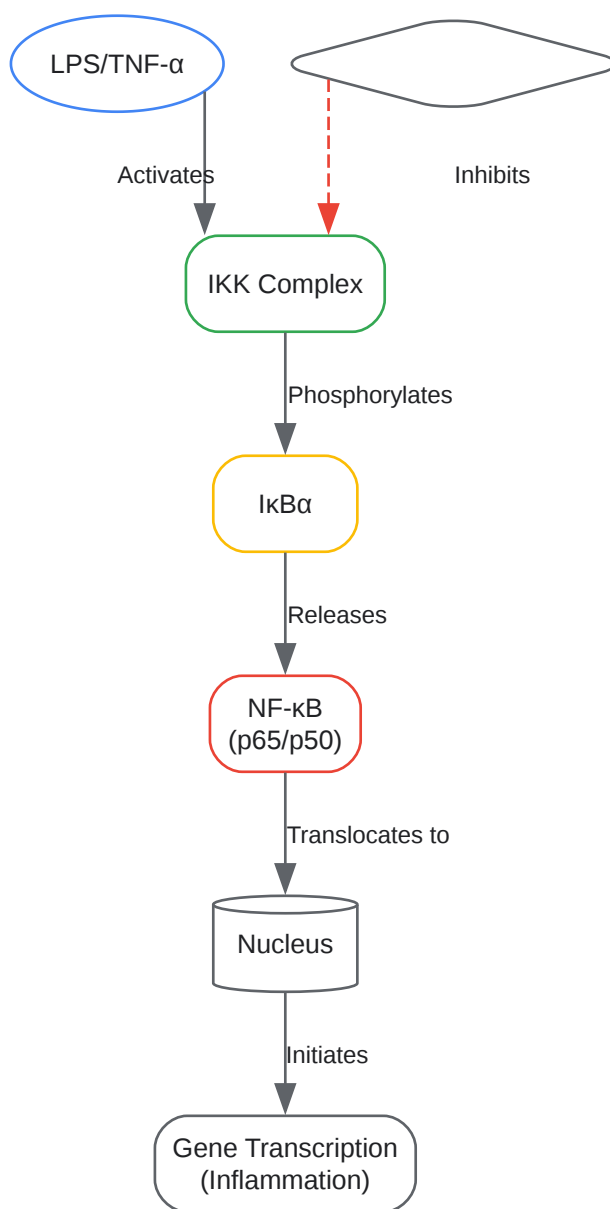 LPS/TNF-α
Activates
Inhibits
IKK Complex
Phosphorylates
IκBα
Releases
NF-κB
(p65/p50)
Translocates to
Nucleus
Initiates
Gene Transcription
(Inflammation)